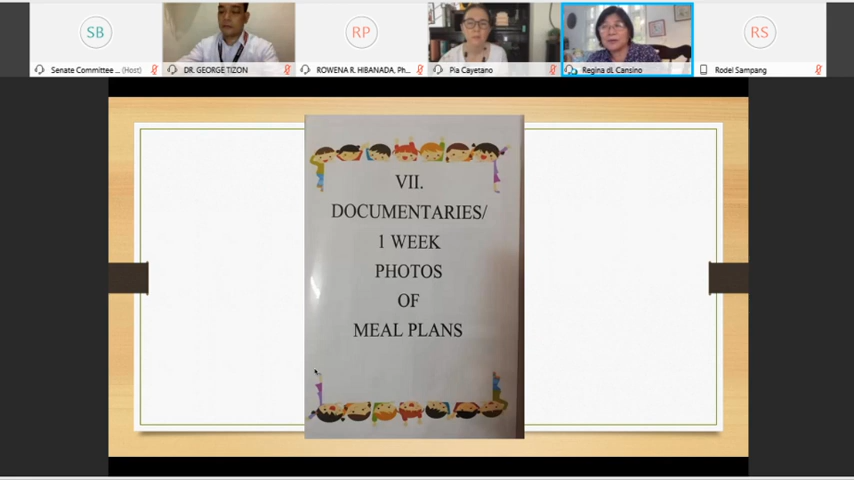 SB
RP
RS
Senate Committee ... (Host)
DR. GEORGE TIZON
ROWENA R. HIBANADA, Ph...
Pia Cayetano
Regina dl. Cansino
Rodel Sampang
VII.
DOCUMENTARIES/
1 WEEK
PHOTOS
OF
MEAL PLANS